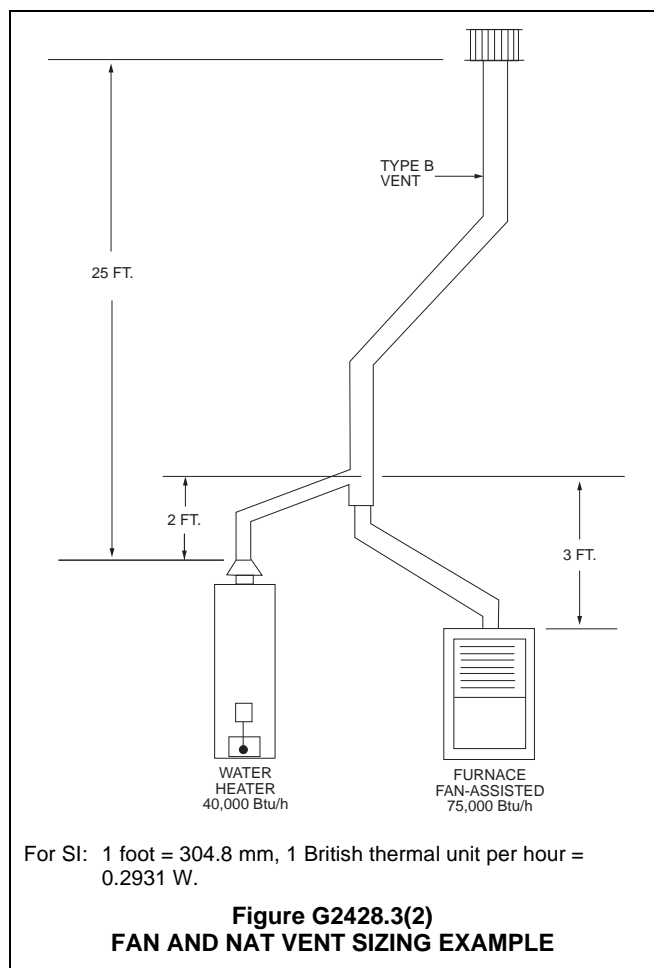 TYPE B
VENT
25 FT.
2 FT.
3 FT.
WATER
HEATER
40,000 Btu/h
FURNACE
FAN-ASSISTED
75,000 Btu/h
For SI: 1 foot = 304.8 mm, 1 British thermal unit per hour =
0.2931 W.
Figure G2428.3(2)
FAN AND NAT VENT SIZING EXAMPLE